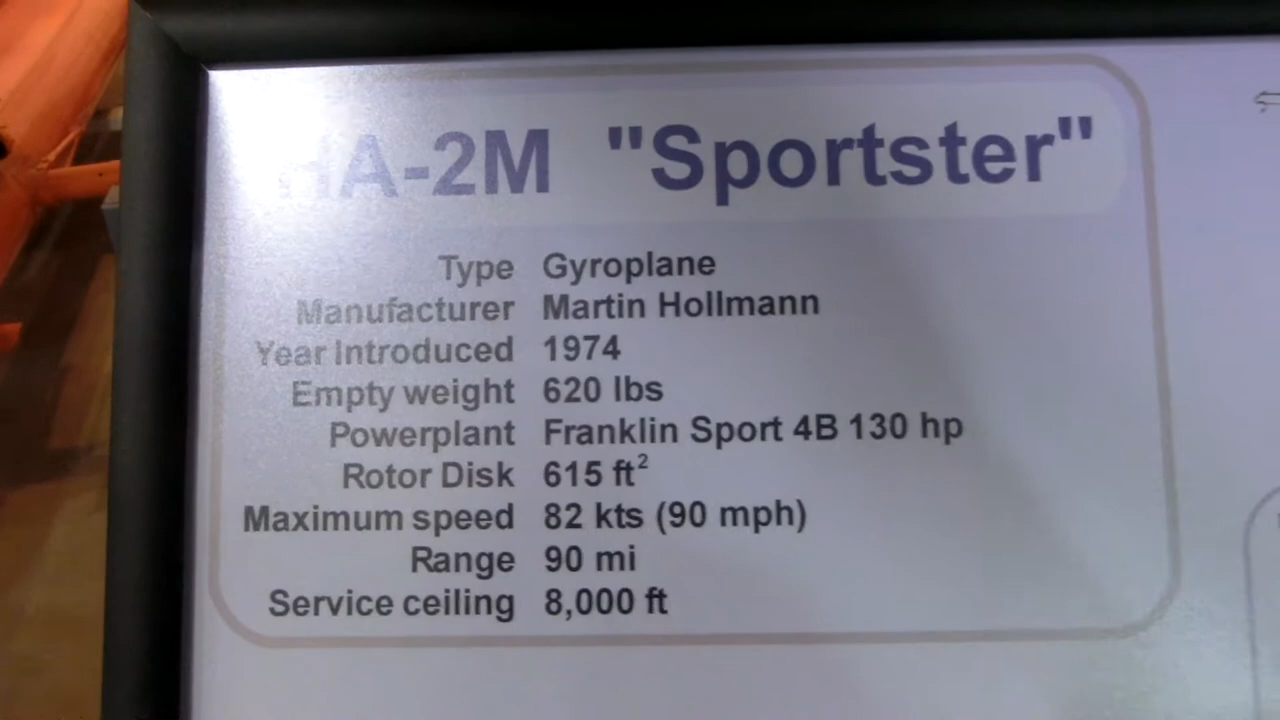 HA-2M "Sportster"
Type Gyroplane
Manufacturer Martin Hollmann
Year Introduced 1974
Empty weight 620 lbs
Powerplant Franklin Sport 4B 130 hp
Rotor Disk 615 ft²
Maximum speed 82 kts (90 mph)
Range 90 mi
Service ceiling 8,000 ft